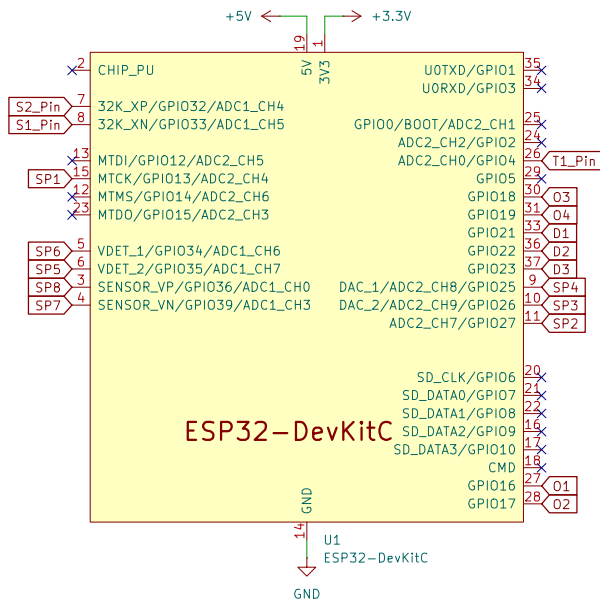 +5V +3.3V
19 1
5V 3V3
2 CHIP_PU U0TXD/GPIO1 35
U0RXD/GPIO3 34
S2_Pin 7 32K_XP/GPIO32/ADC1_CH4
S1_Pin 8 32K_XN/GPIO33/ADC1_CH5 GPIO0/BOOT/ADC2_CH1 25
ADC2_CH2/GPIO2 24
13 MTDI/GPIO12/ADC2_CH5 ADC2_CH0/GPIO4 26 T1_Pin
SP1 15 MTCK/GPIO13/ADC2_CH4 GPIO5 29
12 MTMS/GPIO14/ADC2_CH6 GPIO18 30 O3
23 MTDO/GPIO15/ADC2_CH3 GPIO19 31 O4
GPIO21 33 D1
SP6 5 VDET_1/GPIO34/ADC1_CH6 GPIO22 36 D2
SP5 6 VDET_2/GPIO35/ADC1_CH7 GPIO23 37 D3
SP8 3 SENSOR_VP/GPIO36/ADC1_CH0 DAC_1/ADC2_CH8/GPIO25 9 SP4
SP7 4 SENSOR_VN/GPIO39/ADC1_CH3 DAC_2/ADC2_CH9/GPIO26 10 SP3
ADC2_CH7/GPIO27 11 SP2
SD_CLK/GPIO6 20
SD_DATA0/GPIO7 21
SD_DATA1/GPIO8 22
ESP32-DevKitC SD_DATA2/GPIO9 16
SD_DATA3/GPIO10 17
CMD 18
GPIO16 27 O1
GPIO17 28 O2
GND
14
U1
ESP32-DevKitC
GND